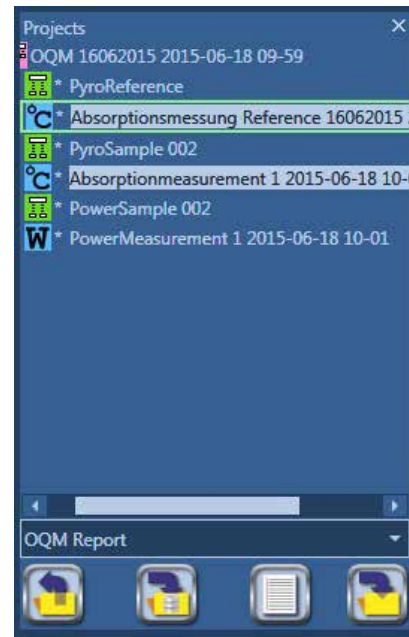 Projects
OQM 16062015 2015-06-18 09-59
* PyroReference
°C * Absorptionsmessung Reference 16062015
* PyroSample 002
°C * Absorptionmeasurement 1 2015-06-18 10-
* PowerSample 002
W * PowerMeasurement 1 2015-06-18 10-01
OQM Report